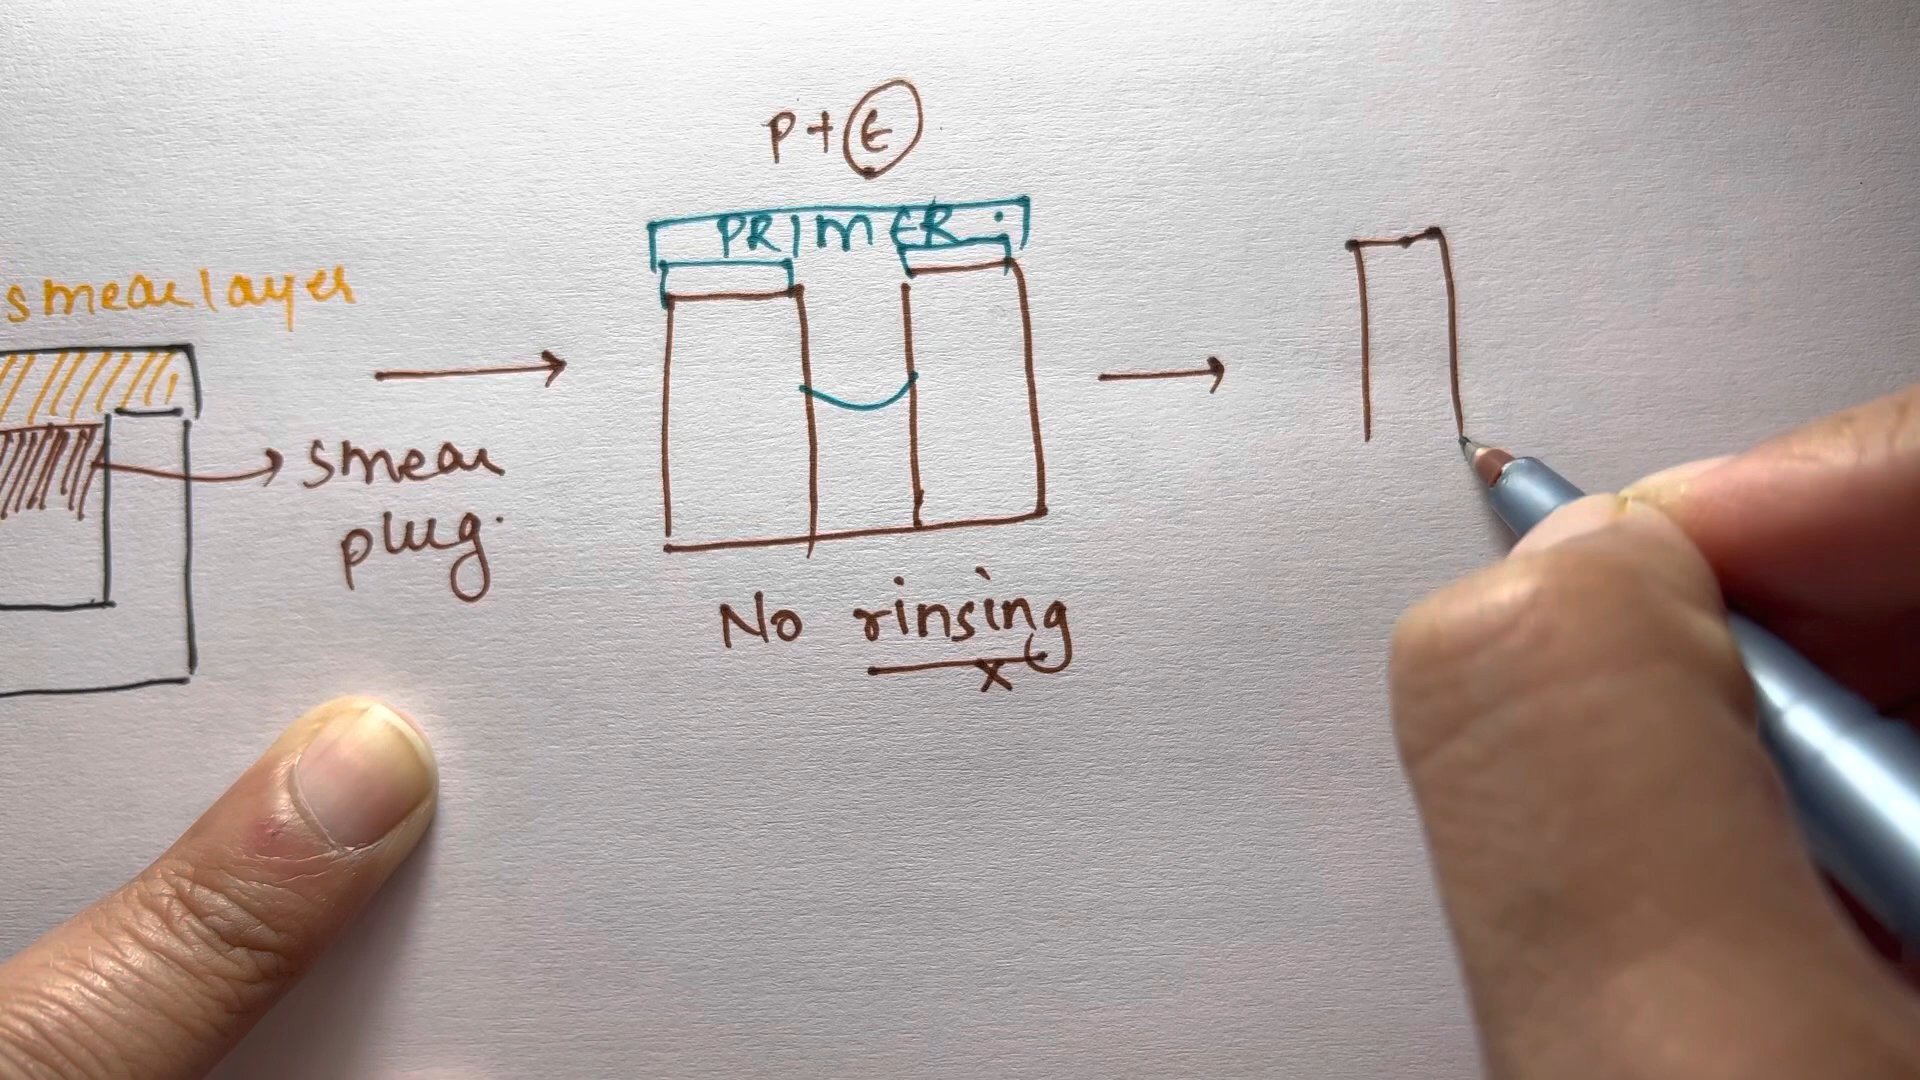 P+E
PRIMER.
smear layer
smear
plug.
No rinsing
x